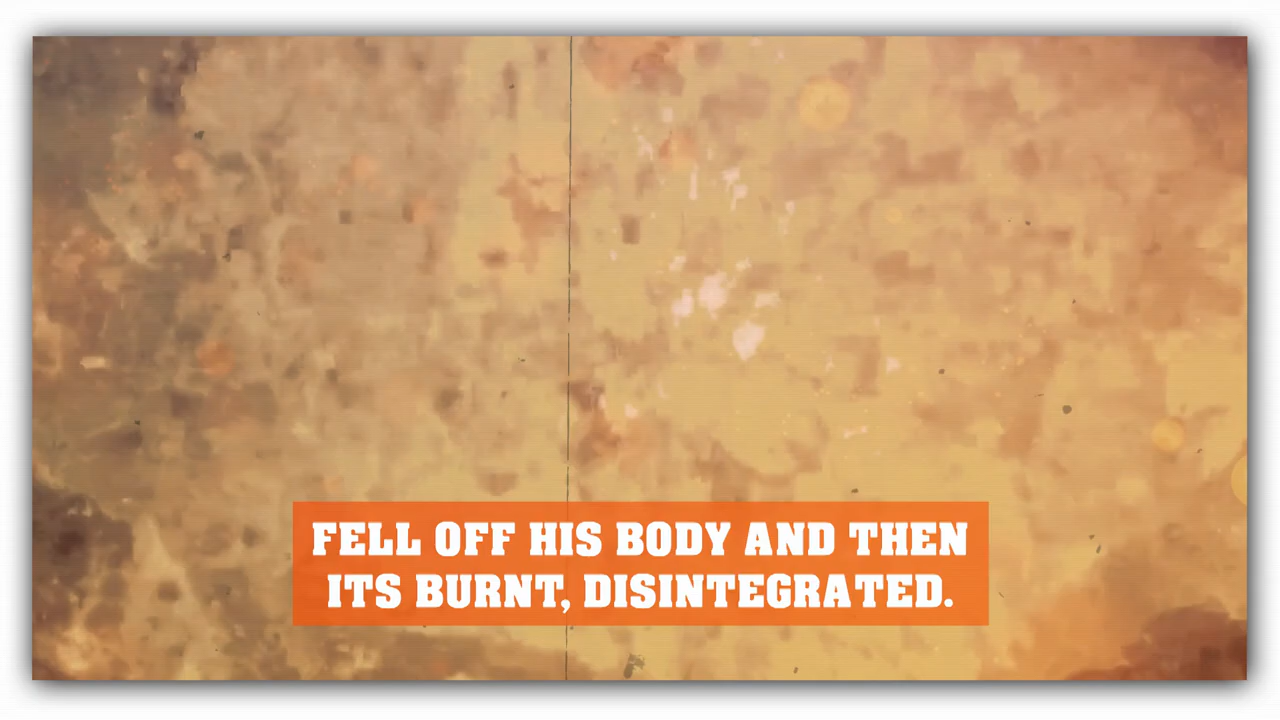 FELL OFF HIS BODY AND THEN
ITS BURNT, DISINTEGRATED.